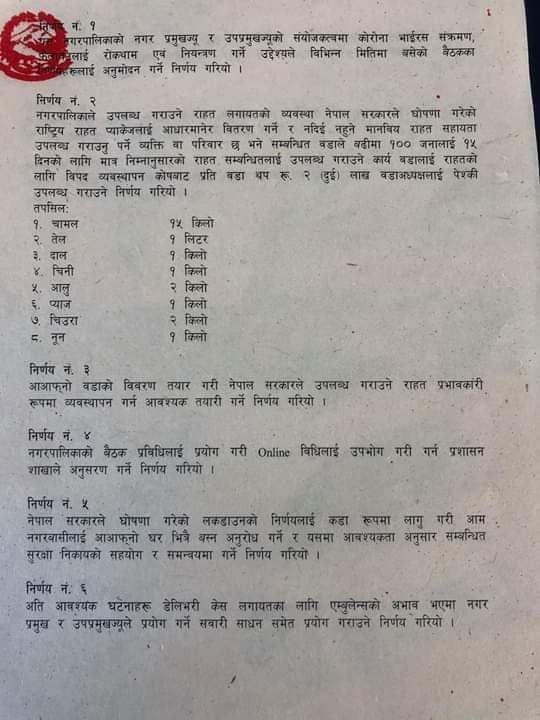 निर्णय नं. १
नगरपालिकाको नगर प्रमुखज्यू र उपप्रमुखज्यूको संयोजकत्वमा कोरोना भाईरस संक्रमण,
रोकथाम एवं नियन्त्रण गर्ने उद्देश्यले विभिन्न मितिमा बसेको बैठकका
अनुमोदन गर्ने निर्णय गरियो ।
निर्णय नं. २
नगरपालिकाले उपलब्ध गराउने राहत लगायतको व्यवस्था नेपाल सरकारले घोषणा गरेको
राष्ट्रिय राहत प्याकेजलाई आधारमानेर वितरण गर्ने र नदिई नहुने मानविय राहत सहायता
उपलब्ध गराउनु पर्ने व्यक्ति वा परिवार छ भने सम्बन्धित वडाले बढीमा १०० जनालाई १५
दिनको लागि मात्र निम्नानुसारको राहत सम्बन्धितलाई उपलब्ध गराउने कार्य वडालाई राहतको
लागि विपद व्यवस्थापन कोषबाट प्रति वडा थप रू. २ (दुई) लाख वडाअध्यक्षलाई पेश्की
उपलब्ध गराउने निर्णय गरियो ।
तपसिल:
१. चामल १५ किलो
२. तेल १ लिटर
३. दाल १ किलो
४. चिनी १ किलो
५. आलु २ किलो
६. प्याज १ किलो
७. चिउरा २ किलो
८. नून १ किलो
निर्णय नं. ३
आआफ्नो वडाको विवरण तयार गरी नेपाल सरकारले उपलब्ध गराउने राहत प्रभावकारी
रूपमा व्यवस्थापन गर्न आवश्यक तयारी गर्ने निर्णय गरियो ।
निर्णय नं. ४
नगरपालिकाको बैठक प्रविधिलाई प्रयोग गरी Online विधिलाई उपभोग गरी गर्न प्रशासन
शाखाले अनुसरण गर्ने निर्णय गरियो ।
निर्णय नं. ५
नेपाल सरकारले घोषणा गरेको लकडाउनको निर्णयलाई कडा रूपमा लागु गरी आम
नगरवासीलाई आआफ्नो घर भित्रै बस्न अनुरोध गर्ने र यसमा आवश्यकता अनुसार सम्बन्धित
सुरक्षा निकायको सहयोग र समन्वयमा गर्ने निर्णय गरियो ।
निर्णय नं. ६
अति आवश्यक घटनाहरू डेलिभरी केस लगायतका लागि एम्बुलेन्सको अभाव भएमा नगर
प्रमुख र उपप्रमुखज्यूले प्रयोग गर्ने सवारी साधन समेत प्रयोग गराउने निर्णय गरियो ।